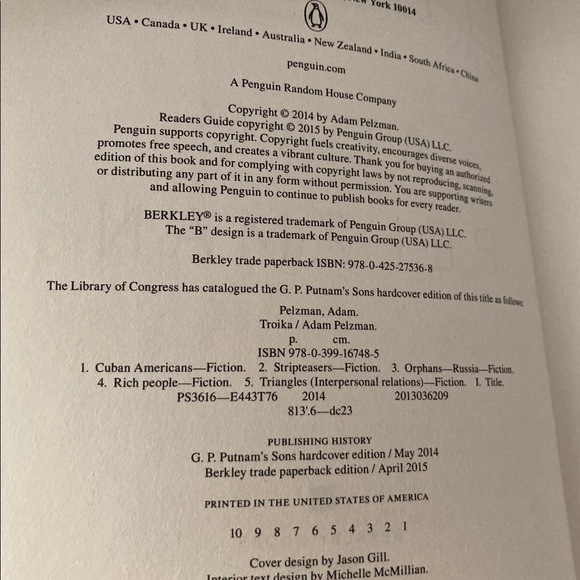 New York 10014
USA • Canada • UK • Ireland • Australia • New Zealand • India • South Africa • China
penguin.com
A Penguin Random House Company
Copyright © 2014 by Adam Pelzman.
Readers Guide copyright © 2015 by Penguin Group (USA) LLC.
Penguin supports copyright. Copyright fuels creativity, encourages diverse voices,
promotes free speech, and creates a vibrant culture. Thank you for buying an authorized
edition of this book and for complying with copyright laws by not reproducing, scanning,
or distributing any part of it in any form without permission. You are supporting writers
and allowing Penguin to continue to publish books for every reader.
BERKLEY® is a registered trademark of Penguin Group (USA) LLC.
The “B” design is a trademark of Penguin Group (USA) LLC.
Berkley trade paperback ISBN: 978-0-425-27536-8
The Library of Congress has catalogued the G. P. Putnam's Sons hardcover edition of this title as follows:
Pelzman, Adam.
Troika / Adam Pelzman.
p. cm.
ISBN 978-0-399-16748-5
1. Cuban Americans—Fiction. 2. Stripteasers—Fiction. 3. Orphans—Russia—Fiction.
4. Rich people—Fiction. 5. Triangles (Interpersonal relations)—Fiction. I. Title.
PS3616—E443T76 2014 2013036209
813'.6—dc23
PUBLISHING HISTORY
G. P. Putnam's Sons hardcover edition / May 2014
Berkley trade paperback edition / April 2015
PRINTED IN THE UNITED STATES OF AMERICA
10 9 8 7 6 5 4 3 2 1
Cover design by Jason Gill.
Interior text design by Michelle McMillian.